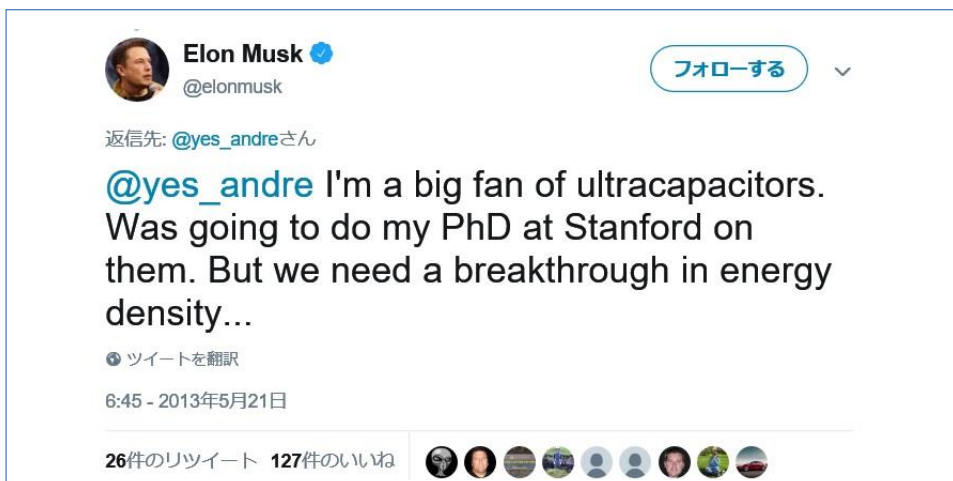 Elon Musk
@elonmusk
フォローする
返信先: @yes_andreさん
@yes_andre I'm a big fan of ultracapacitors.
Was going to do my PhD at Stanford on
them. But we need a breakthrough in energy
density...
ツイートを翻訳
6:45 - 2013年5月21日
26件のリツイート 127件のいいね